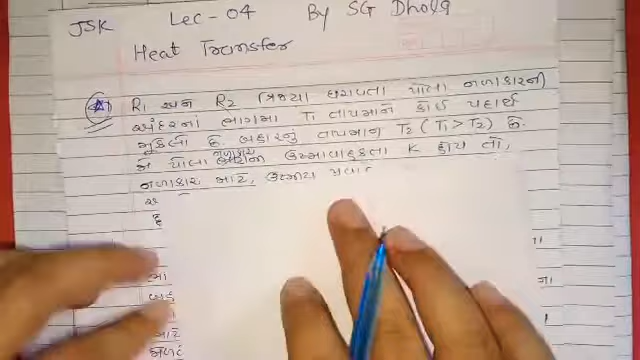 JSK Lec - 04 By SG Dhola
Heat Transfer
R1 અને R2 ત્રિજ્યા ધરાવતા પોલા નળાકારની
અંદરનાં ભાગમા T1 તાપમાને કોઈ પદાર્થ
મૂકેલો છે. બહારનું તાપમાન T2 (T1 > T2) છે.
જો પોલા નળાકાર ઉષ્માવાહકતા K હોય તો,
નળાકાર માટે, ઉષ્મીય પ્રવાહ